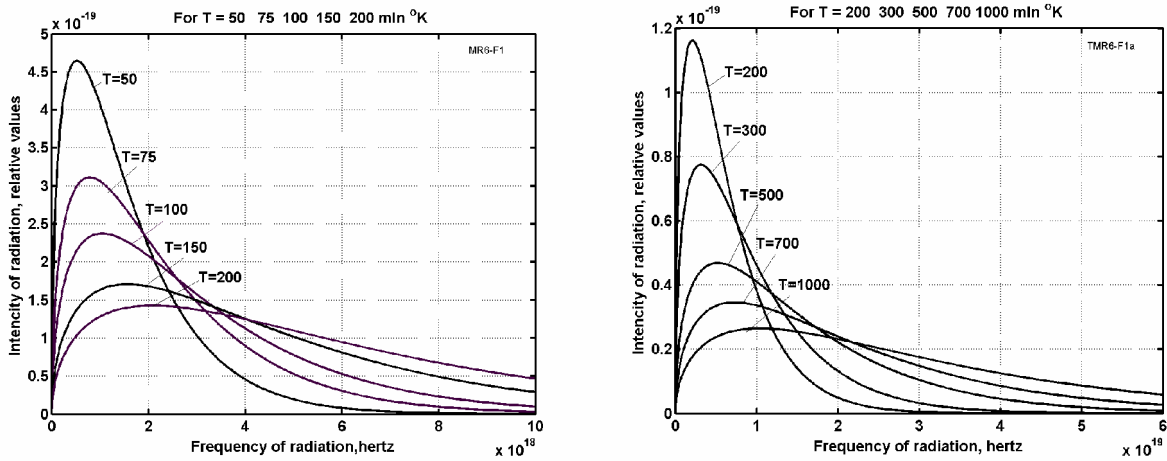 For T = 50 75 100 150 200 mln °K
x 10-19
MR6-F1
Intencity of radiation, relative values
5
4.5
4
3.5
3
2.5
2
1.5
1
0.5
0
T=50
T=75
T=100
T=150
T=200
0 2 4 6 8 10
Frequency of radiation,hertz
x 10 18
For T = 200 300 500 700 1000 mln °K
x 10-19
TMR6-F1a
Intencity of radiation, relative values
1.2
1
0.8
0.6
0.4
0.2
0
T=200
T=300
T=500
T=700
T=1000
0 1 2 3 4 5 6
Frequency of radiation, hertz
x 10 19